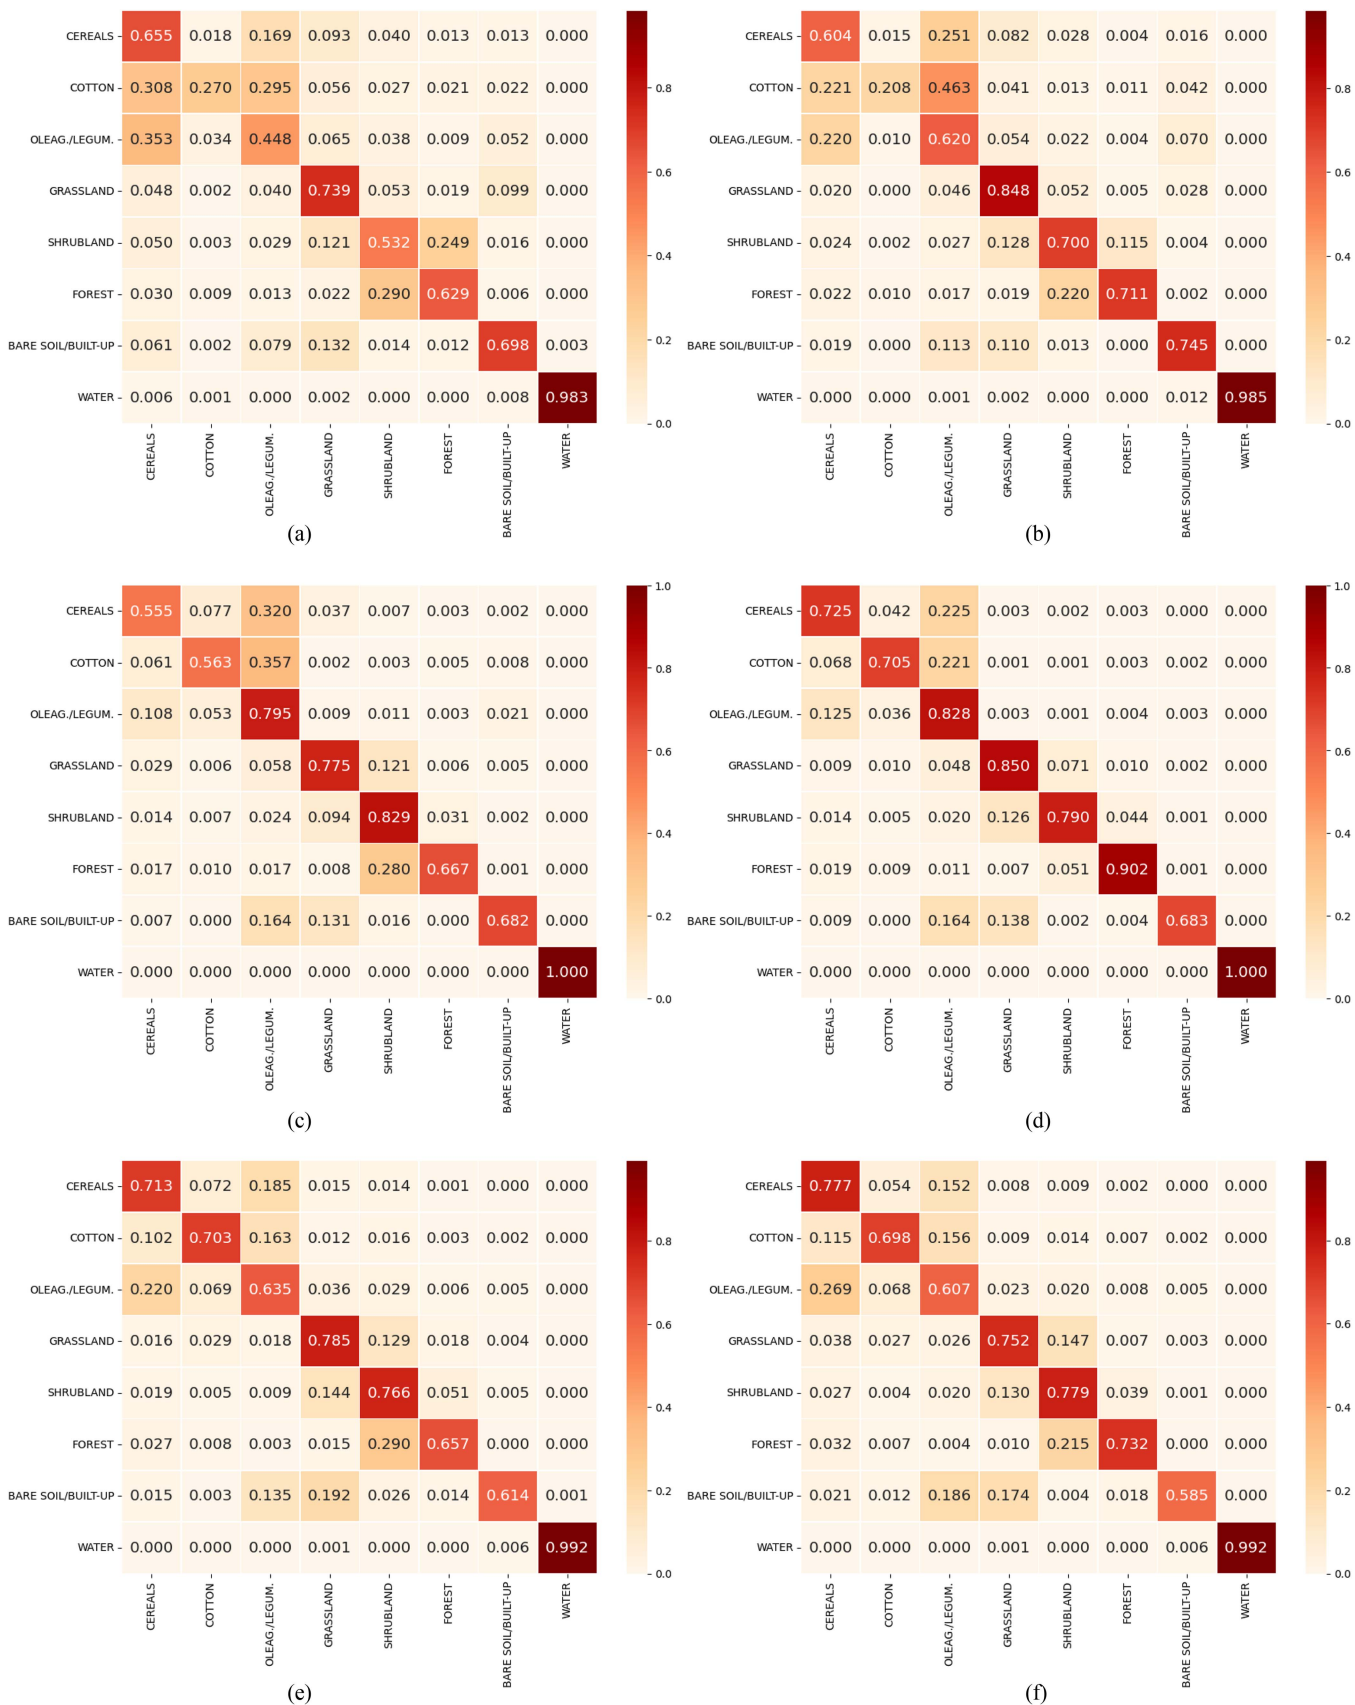 CEREALS 0.655 0.018 0.169 0.093 0.040 0.013 0.013 0.000
COTTON 0.308 0.270 0.295 0.056 0.027 0.021 0.022 0.000
OLEAG./LEGUM. 0.353 0.034 0.448 0.065 0.038 0.009 0.052 0.000
GRASSLAND 0.048 0.002 0.040 0.739 0.053 0.019 0.099 0.000
SHRUBLAND 0.050 0.003 0.029 0.121 0.532 0.249 0.016 0.000
FOREST 0.030 0.009 0.013 0.022 0.290 0.629 0.006 0.000
BARE SOIL/BUILT-UP 0.061 0.002 0.079 0.132 0.014 0.012 0.698 0.003
WATER 0.006 0.001 0.000 0.002 0.000 0.000 0.008 0.983
CEREALS COTTON OLEAG./LEGUM. GRASSLAND SHRUBLAND FOREST BARE SOIL/BUILT-UP WATER
0.8
0.6
0.4
0.2
0.0
(a)
CEREALS 0.604 0.015 0.251 0.082 0.028 0.004 0.016 0.000
COTTON 0.221 0.208 0.463 0.041 0.013 0.011 0.042 0.000
OLEAG./LEGUM. 0.220 0.010 0.620 0.054 0.022 0.004 0.070 0.000
GRASSLAND 0.020 0.000 0.046 0.848 0.052 0.005 0.028 0.000
SHRUBLAND 0.024 0.002 0.027 0.128 0.700 0.115 0.004 0.000
FOREST 0.022 0.010 0.017 0.019 0.220 0.711 0.002 0.000
BARE SOIL/BUILT-UP 0.019 0.000 0.113 0.110 0.013 0.000 0.745 0.000
WATER 0.000 0.000 0.001 0.002 0.000 0.000 0.012 0.985
CEREALS COTTON OLEAG./LEGUM. GRASSLAND SHRUBLAND FOREST BARE SOIL/BUILT-UP WATER
0.8
0.6
0.4
0.2
0.0
(b)
CEREALS 0.555 0.077 0.320 0.037 0.007 0.003 0.002 0.000
COTTON 0.061 0.563 0.357 0.002 0.003 0.005 0.008 0.000
OLEAG./LEGUM. 0.108 0.053 0.795 0.009 0.011 0.003 0.021 0.000
GRASSLAND 0.029 0.006 0.058 0.775 0.121 0.006 0.005 0.000
SHRUBLAND 0.014 0.007 0.024 0.094 0.829 0.031 0.002 0.000
FOREST 0.017 0.010 0.017 0.008 0.280 0.667 0.001 0.000
BARE SOIL/BUILT-UP 0.007 0.000 0.164 0.131 0.016 0.000 0.682 0.000
WATER 0.000 0.000 0.000 0.000 0.000 0.000 0.000 1.000
CEREALS COTTON OLEAG./LEGUM. GRASSLAND SHRUBLAND FOREST BARE SOIL/BUILT-UP WATER
1.0
0.8
0.6
0.4
0.2
0.0
(c)
CEREALS 0.725 0.042 0.225 0.003 0.002 0.003 0.000 0.000
COTTON 0.068 0.705 0.221 0.001 0.001 0.003 0.002 0.000
OLEAG./LEGUM. 0.125 0.036 0.828 0.003 0.001 0.004 0.003 0.000
GRASSLAND 0.009 0.010 0.048 0.850 0.071 0.010 0.002 0.000
SHRUBLAND 0.014 0.005 0.020 0.126 0.790 0.044 0.001 0.000
FOREST 0.019 0.009 0.011 0.007 0.051 0.902 0.001 0.000
BARE SOIL/BUILT-UP 0.009 0.000 0.164 0.138 0.002 0.004 0.683 0.000
WATER 0.000 0.000 0.000 0.000 0.000 0.000 0.000 1.000
CEREALS COTTON OLEAG./LEGUM. GRASSLAND SHRUBLAND FOREST BARE SOIL/BUILT-UP WATER
1.0
0.8
0.6
0.4
0.2
0.0
(d)
CEREALS 0.713 0.072 0.185 0.015 0.014 0.001 0.000 0.000
COTTON 0.102 0.703 0.163 0.012 0.016 0.003 0.002 0.000
OLEAG./LEGUM. 0.220 0.069 0.635 0.036 0.029 0.006 0.005 0.000
GRASSLAND 0.016 0.029 0.018 0.785 0.129 0.018 0.004 0.000
SHRUBLAND 0.019 0.005 0.009 0.144 0.766 0.051 0.005 0.000
FOREST 0.027 0.008 0.003 0.015 0.290 0.657 0.000 0.000
BARE SOIL/BUILT-UP 0.015 0.003 0.135 0.192 0.026 0.014 0.614 0.001
WATER 0.000 0.000 0.000 0.001 0.000 0.000 0.006 0.992
CEREALS COTTON OLEAG./LEGUM. GRASSLAND SHRUBLAND FOREST BARE SOIL/BUILT-UP WATER
0.8
0.6
0.4
0.2
0.0
(e)
CEREALS 0.777 0.054 0.152 0.008 0.009 0.002 0.000 0.000
COTTON 0.115 0.698 0.156 0.009 0.014 0.007 0.002 0.000
OLEAG./LEGUM. 0.269 0.068 0.607 0.023 0.020 0.008 0.005 0.000
GRASSLAND 0.038 0.027 0.026 0.752 0.147 0.007 0.003 0.000
SHRUBLAND 0.027 0.004 0.020 0.130 0.779 0.039 0.001 0.000
FOREST 0.032 0.007 0.004 0.010 0.215 0.732 0.000 0.000
BARE SOIL/BUILT-UP 0.021 0.012 0.186 0.174 0.004 0.018 0.585 0.000
WATER 0.000 0.000 0.000 0.001 0.000 0.000 0.006 0.992
CEREALS COTTON OLEAG./LEGUM. GRASSLAND SHRUBLAND FOREST BARE SOIL/BUILT-UP WATER
0.8
0.6
0.4
0.2
0.0
(f)